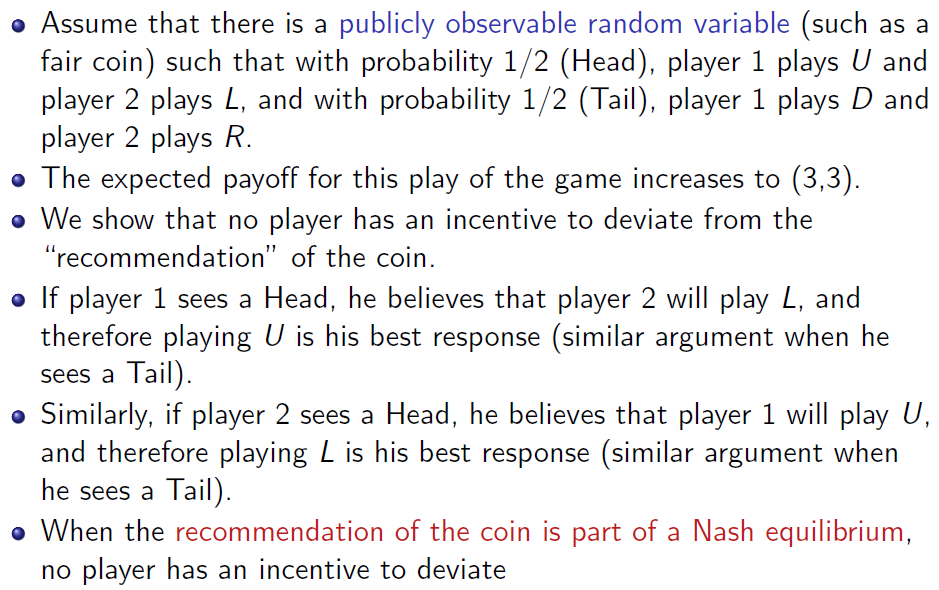 Assume that there is a publicly observable random variable (such as a
fair coin) such that with probability 1/2 (Head), player 1 plays U and
player 2 plays L, and with probability 1/2 (Tail), player 1 plays D and
player 2 plays R.
The expected payoff for this play of the game increases to (3,3).
We show that no player has an incentive to deviate from the
“recommendation” of the coin.
If player 1 sees a Head, he believes that player 2 will play L, and
therefore playing U is his best response (similar argument when he
sees a Tail).
Similarly, if player 2 sees a Head, he believes that player 1 will play U,
and therefore playing L is his best response (similar argument when
he sees a Tail).
When the recommendation of the coin is part of a Nash equilibrium,
no player has an incentive to deviate